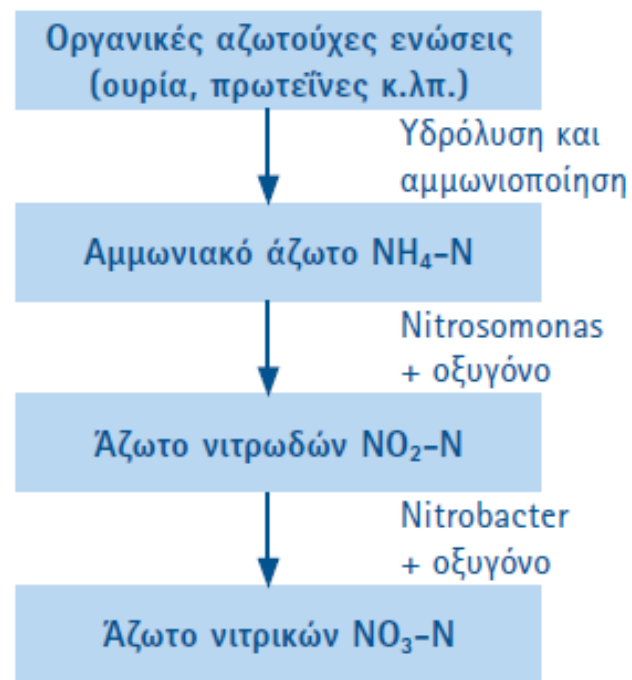 Οργανικές αζωτούχες ενώσεις
(ουρία, πρωτεΐνες κ.λπ.)
Υδρόλυση και
αμμωνιοποίηση
Αμμωνιακό άζωτο NH₄-N
Nitrosomonas
+ οξυγόνο
Άζωτο νιτρωδών NO₂-N
Nitrobacter
+ οξυγόνο
Άζωτο νιτρικών NO₃-N